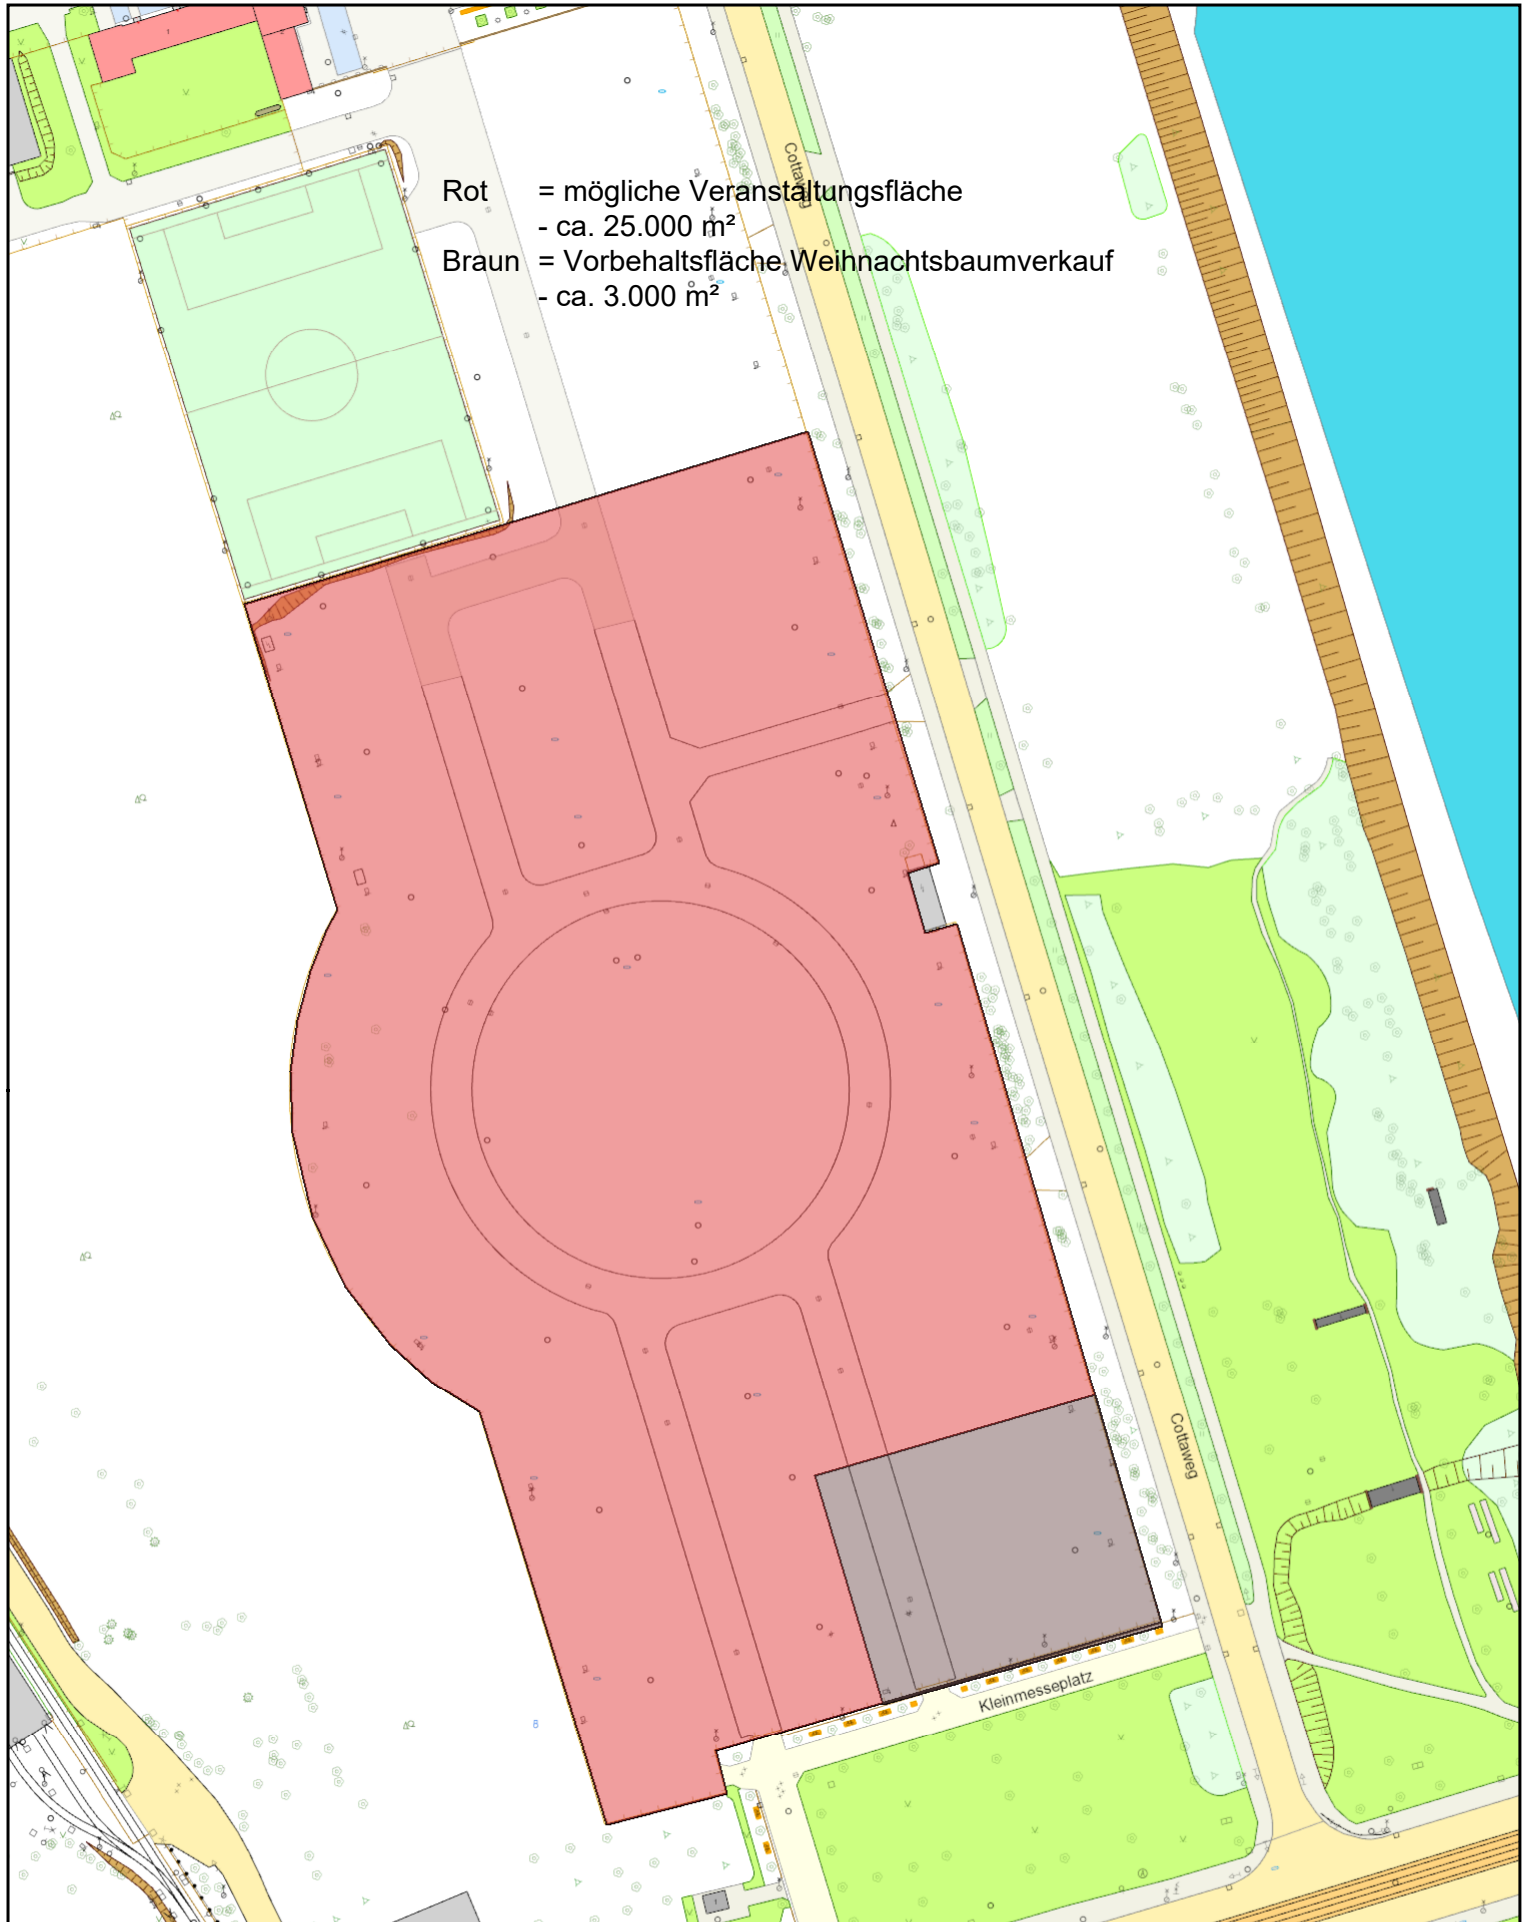 Rot = mögliche Veranstaltungsfläche
- ca. 25.000 m²
Braun = Vorbehaltsfläche Weihnachtsbaumverkauf
- ca. 3.000 m²
Cottaweg
Cottaweg
Kleinmesseplatz